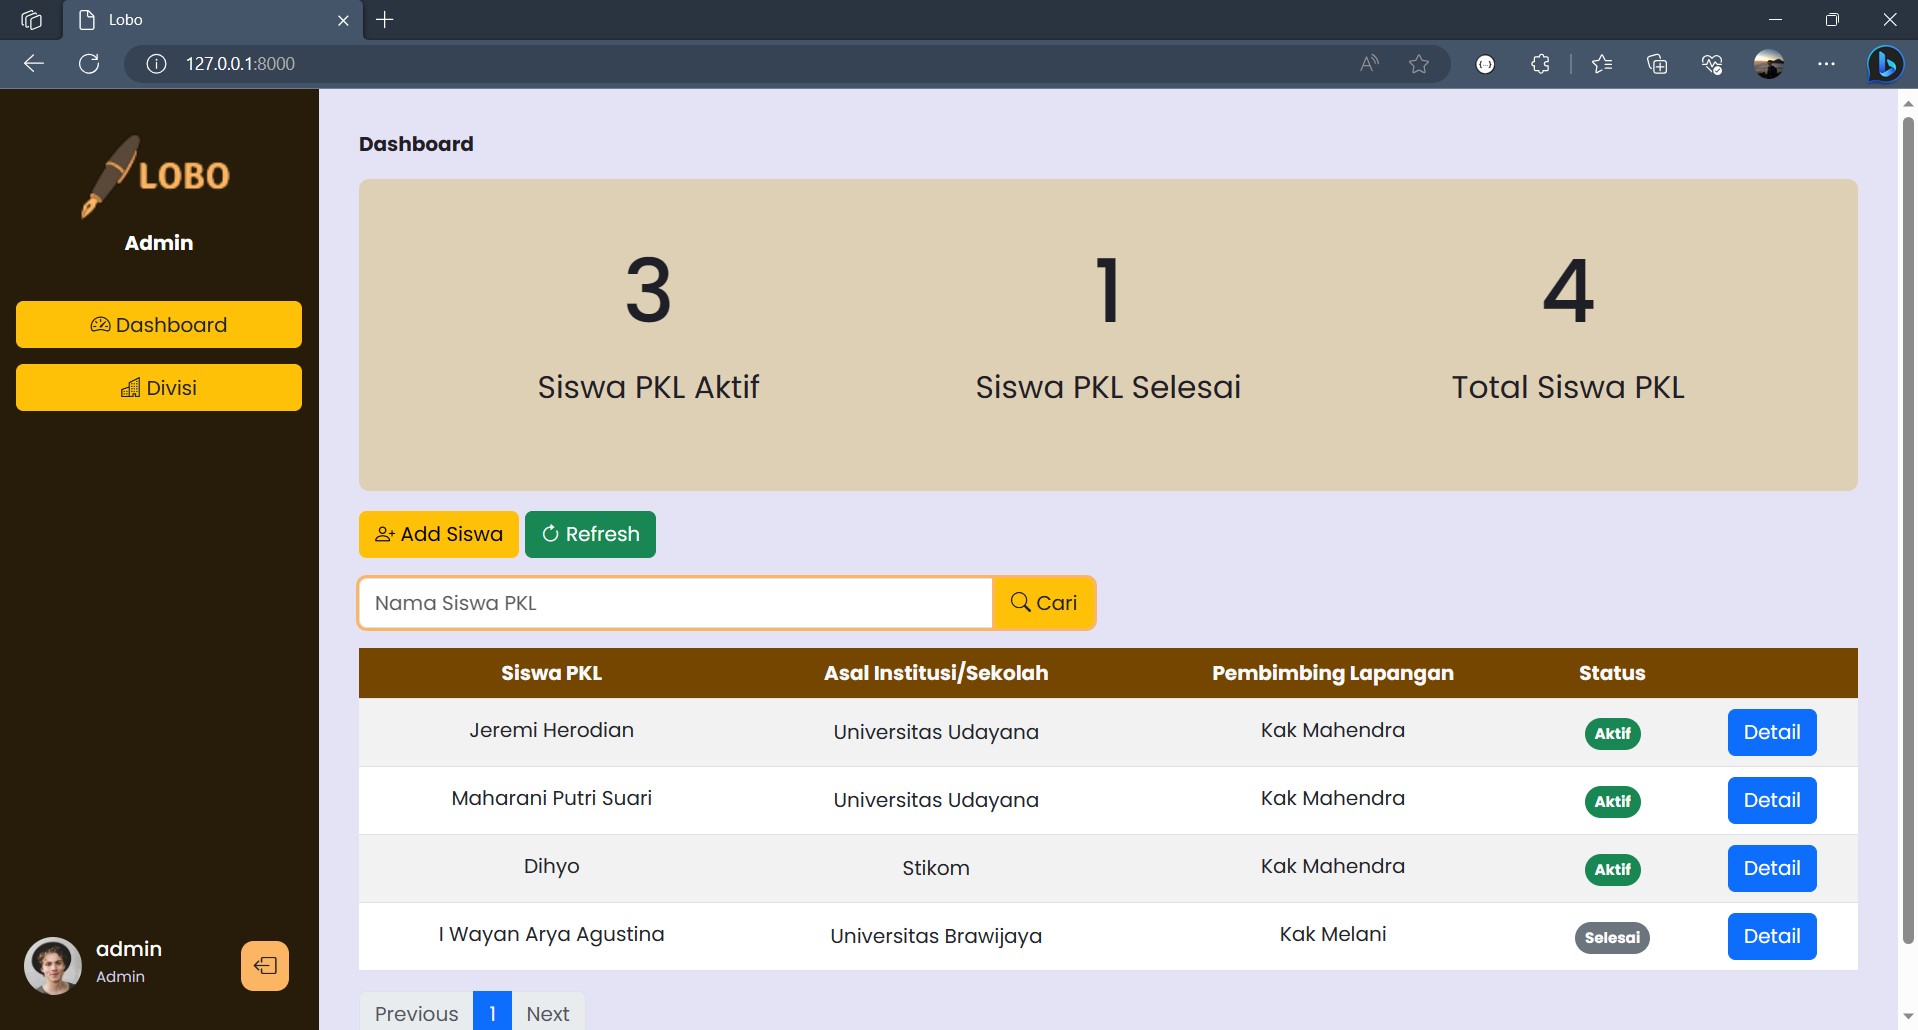 Lobo
127.0.0.1:8000
LOBO
Admin
Dashboard
Divisi
admin
Admin
Dashboard
3 1 4
Siswa PKL Aktif Siswa PKL Selesai Total Siswa PKL
Add Siswa Refresh
Nama Siswa PKL Cari
Siswa PKL Asal Institusi/Sekolah Pembimbing Lapangan Status
Jeremi Herodian Universitas Udayana Kak Mahendra Aktif Detail
Maharani Putri Suari Universitas Udayana Kak Mahendra Aktif Detail
Dihyo Stikom Kak Mahendra Aktif Detail
I Wayan Arya Agustina Universitas Brawijaya Kak Melani Selesai Detail
Previous 1 Next